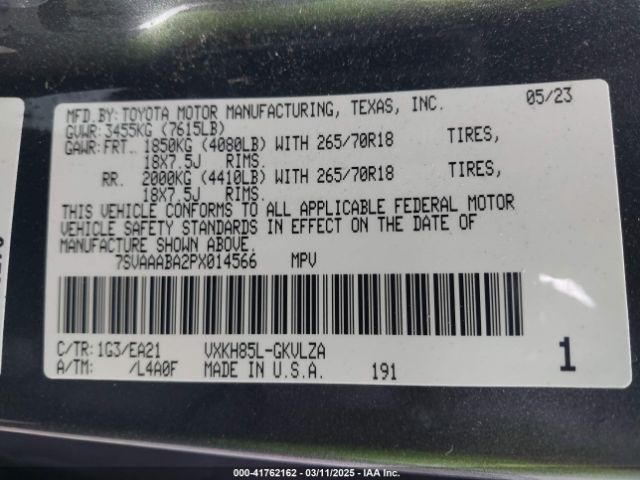 MFD.BY:TOYOTA MOTOR MANUFACTURING, TEXAS, INC. 05/23
GVWR:3455KG (7615LB)
GAWR:FRT. 1850KG (4080LB) WITH 265/70R18 TIRES,
18X7.5J RIMS.
RR. 2000KG (4410LB) WITH 265/70R18 TIRES,
18X7.5J RIMS.
THIS VEHICLE CONFORMS TO ALL APPLICABLE FEDERAL MOTOR
VEHICLE SAFETY STANDARDS IN EFFECT ON THE DATE OF
MANUFACTURE SHOWN ABOVE.
7SVAAABA2PX014566 MPV
C/TR:1G3/EA21 VXKH85L-GKVLZA
A/TM: /L4A0F MADE IN U.S.A. 191 1
000-41762162 - 03/11/2025 - IAA Inc.